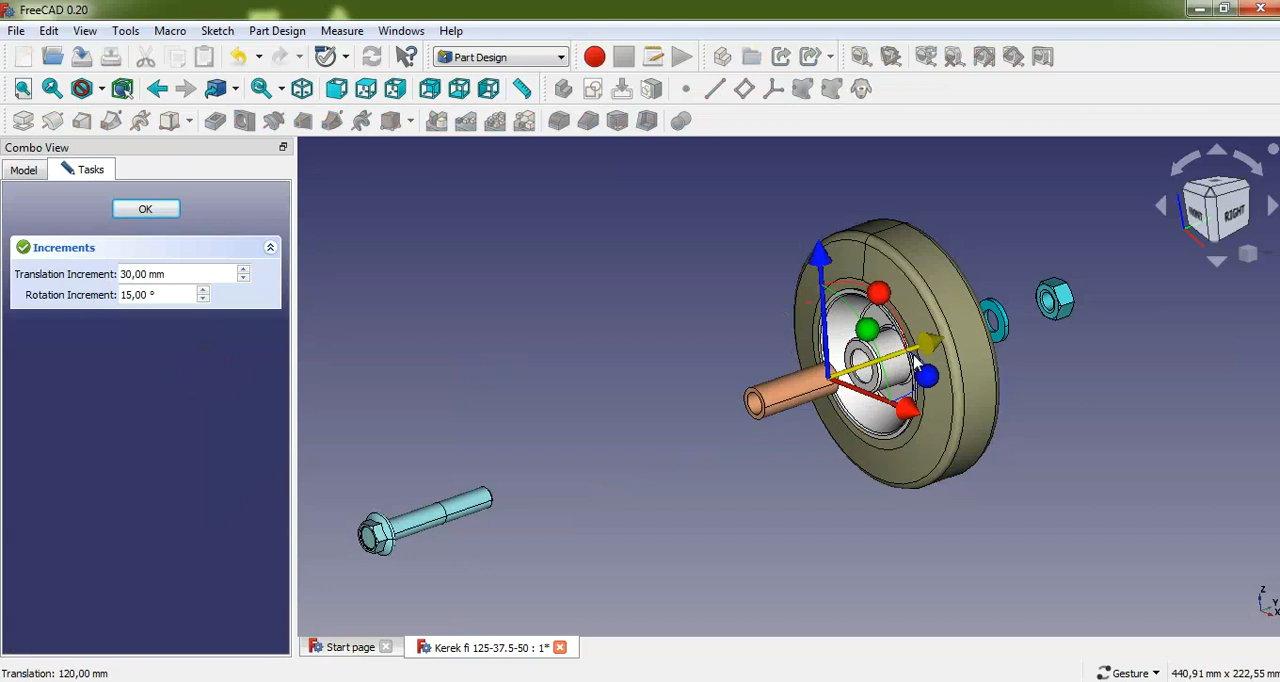 FreeCAD 0.20
File Edit View Tools Macro Sketch Part Design Measure Windows Help
Part Design
Combo View
Model Tasks
OK
Increments
Translation Increment: 30,00 mm
Rotation Increment: 15,00 °
FRONT RIGHT
Z
Y
X
Start page Kerek fi 125-37.5-50 : 1*
Translation: 120,00 mm Gesture 440,91 mm x 222,55 mm